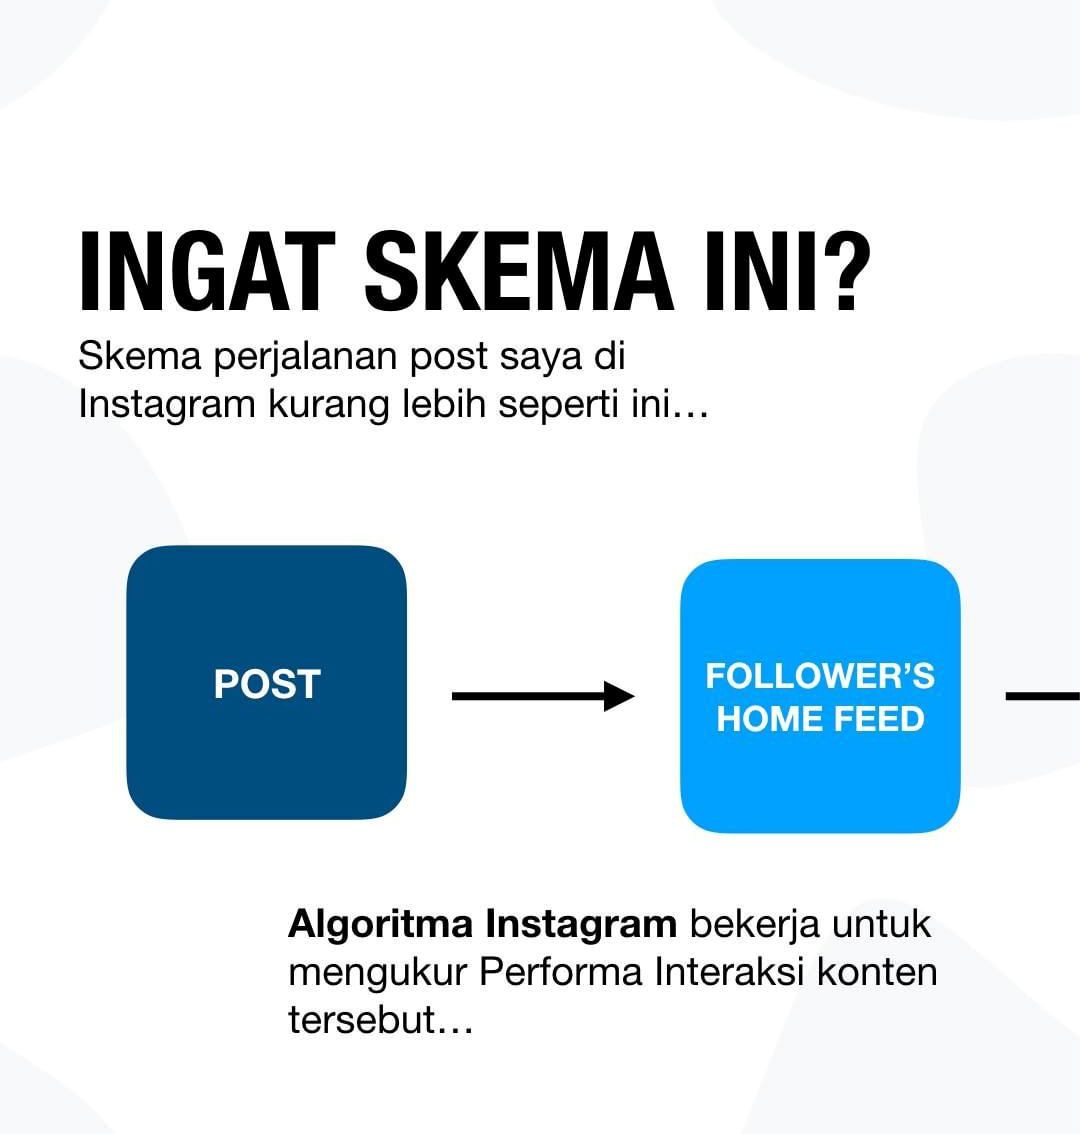 INGAT SKEMA INI?
Skema perjalanan post saya di
Instagram kurang lebih seperti ini...
POST
FOLLOWER'S
HOME FEED
Algoritma Instagram bekerja untuk
mengukur Performa Interaksi konten
tersebut...